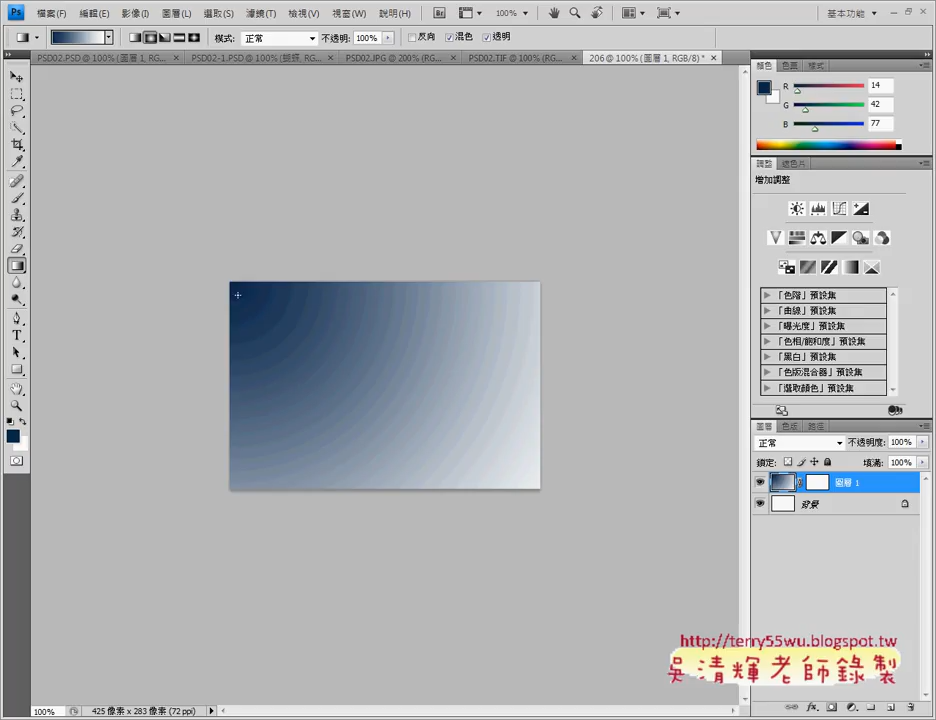 Ps 檔案(F) 編輯(E) 影像(I) 圖層(L) 選取(S) 濾鏡(T) 檢視(V) 視窗(W) 說明(H) Br 100% 基本功能
模式: 正常 不透明: 100% 反向 混色 透明
PSD02.PSD @ 100% (圖層 1, RG... × PSD02-1.PSD @ 100% (蝴蝶, RG... × PSD02.JPG @ 200% (RG... × PSD02.TIF @ 100% (RG... × 206 @ 100% (圖層 1, RGB/8) * ×
顏色 色票 樣式
R 14
G 42
B 77
調整 遮色片
增加調整
「色階」預設集
「曲線」預設集
「曝光度」預設集
「色相/飽和度」預設集
「黑白」預設集
「色版混合器」預設集
「選取顏色」預設集
圖層 色版 路徑
正常 不透明度: 100%
鎖定: 填滿: 100%
圖層 1
背景
http://terry55wu.blogspot.tw
吳清輝老師錄製
100% 425 像素 x 283 像素 (72 ppi)